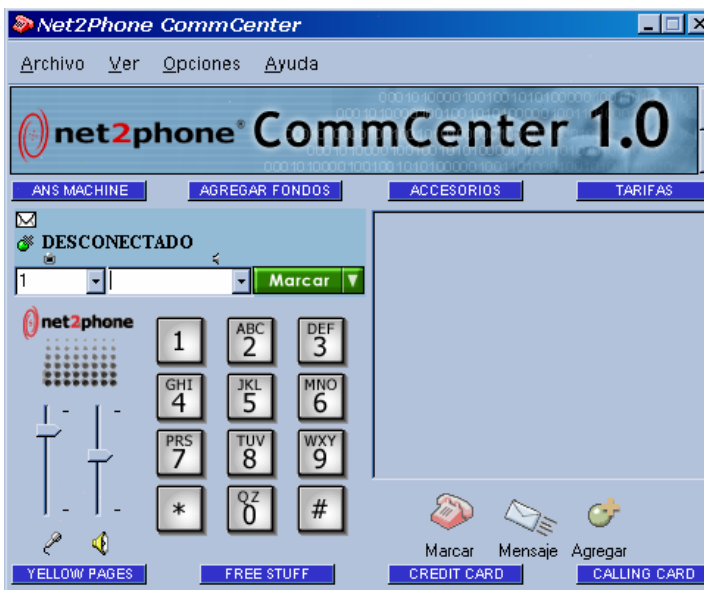 Net2Phone CommCenter
Archivo Ver Opciones Ayuda
net2phone® CommCenter 1.0
ANS MACHINE AGREGAR FONDOS ACCESORIOS TARIFAS
DESCONECTADO
1 Marcar
net2phone
1 ABC 2 DEF 3
GHI 4 JKL 5 MNO 6
PRS 7 TUV 8 WXY 9
* QZ 0 #
Marcar Mensaje Agregar
YELLOW PAGES FREE STUFF CREDIT CARD CALLING CARD